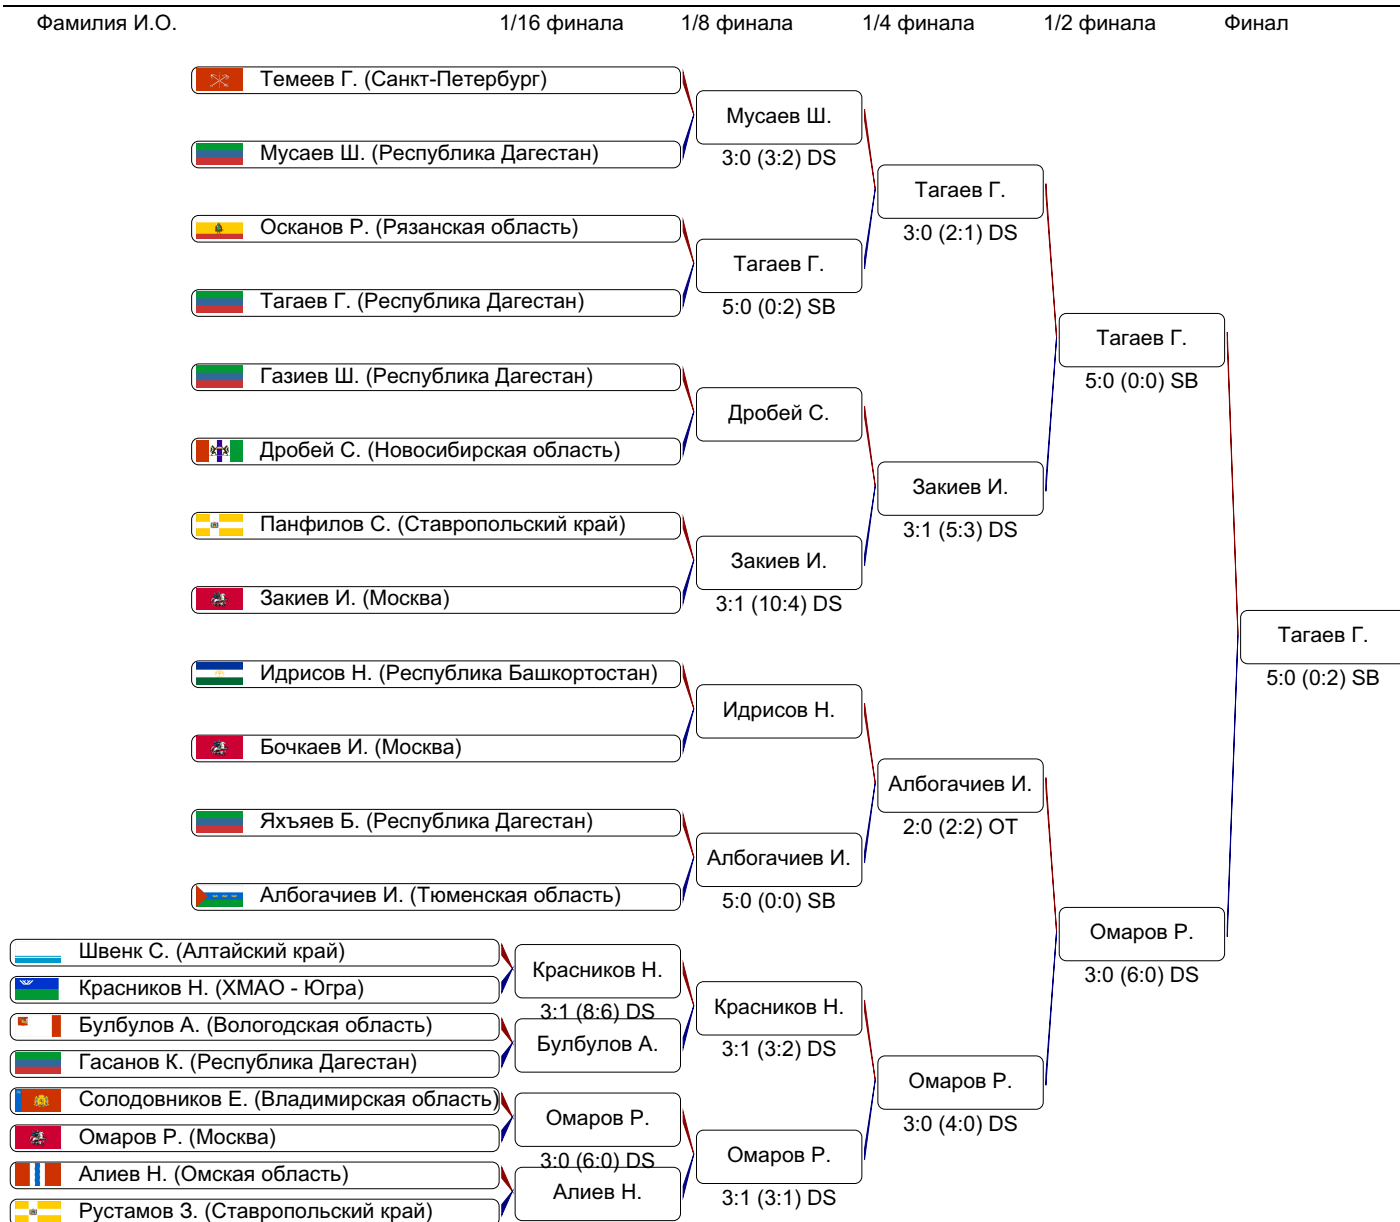 Фамилия И.О. 1/16 финала 1/8 финала 1/4 финала 1/2 финала Финал
Темеев Г. (Санкт-Петербург)
Мусаев Ш.
Мусаев Ш. (Республика Дагестан)
3:0 (3:2) DS
Тагаев Г.
Осканов Р. (Рязанская область)
3:0 (2:1) DS
Тагаев Г.
Тагаев Г. (Республика Дагестан)
5:0 (0:2) SB
Тагаев Г.
Газиев Ш. (Республика Дагестан)
5:0 (0:0) SB
Дробей С.
Дробей С. (Новосибирская область)
Закиев И.
Панфилов С. (Ставропольский край)
3:1 (5:3) DS
Закиев И.
Закиев И. (Москва)
3:1 (10:4) DS
Тагаев Г.
Идрисов Н. (Республика Башкортостан)
5:0 (0:2) SB
Идрисов Н.
Бочкаев И. (Москва)
Албогачиев И.
Яхъяев Б. (Республика Дагестан)
2:0 (2:2) OT
Албогачиев И.
Албогачиев И. (Тюменская область)
5:0 (0:0) SB
Омаров Р.
Швенк С. (Алтайский край)
Красников Н.
3:0 (6:0) DS
Красников Н. (ХМАО - Югра)
3:1 (8:6) DS
Красников Н.
Булбулов А. (Вологодская область)
Булбулов А.
3:1 (3:2) DS
Гасанов К. (Республика Дагестан)
Омаров Р.
Солодовников Е. (Владимирская область)
Омаров Р.
3:0 (4:0) DS
Омаров Р. (Москва)
3:0 (6:0) DS
Омаров Р.
Алиев Н. (Омская область)
Алиев Н.
3:1 (3:1) DS
Рустамов З. (Ставропольский край)